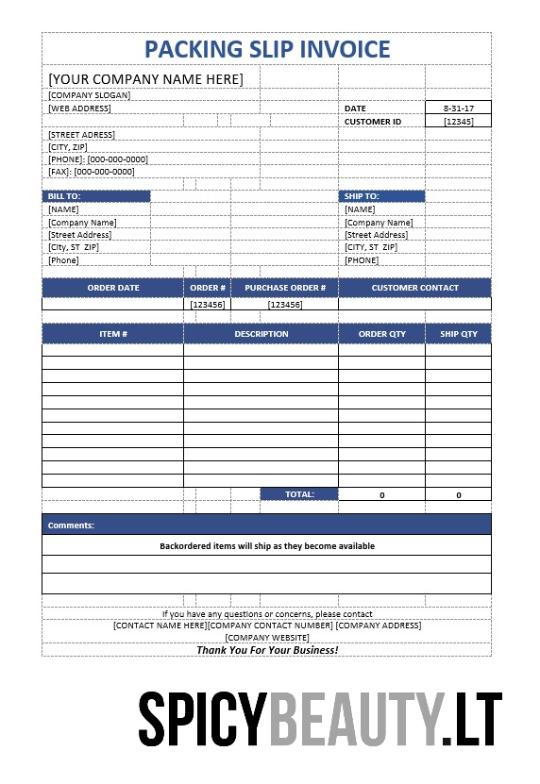 PACKING SLIP INVOICE
[YOUR COMPANY NAME HERE]
[COMPANY SLOGAN]
[WEB ADDRESS] DATE 8-31-17
CUSTOMER ID [12345]
[STREET ADRESS]
[CITY, ZIP]
[PHONE]: [000-000-0000]
[FAX]: [000-000-0000]
BILL TO: SHIP TO:
[NAME] [NAME]
[Company Name] [Company Name]
[Street Address] [Street Address]
[City, ST ZIP] [CITY, ST ZIP]
[Phone] [PHONE]
ORDER DATE ORDER # PURCHASE ORDER # CUSTOMER CONTACT
[123456] [123456]
ITEM # DESCRIPTION ORDER QTY SHIP QTY
TOTAL: 0 0
Comments:
Backordered items will ship as they become available
If you have any questions or concerns, please contact
[CONTACT NAME HERE][COMPANY CONTACT NUMBER] [COMPANY ADDRESS]
[COMPANY WEBSITE]
Thank You For Your Business!
SPICYBEAUTY.LT